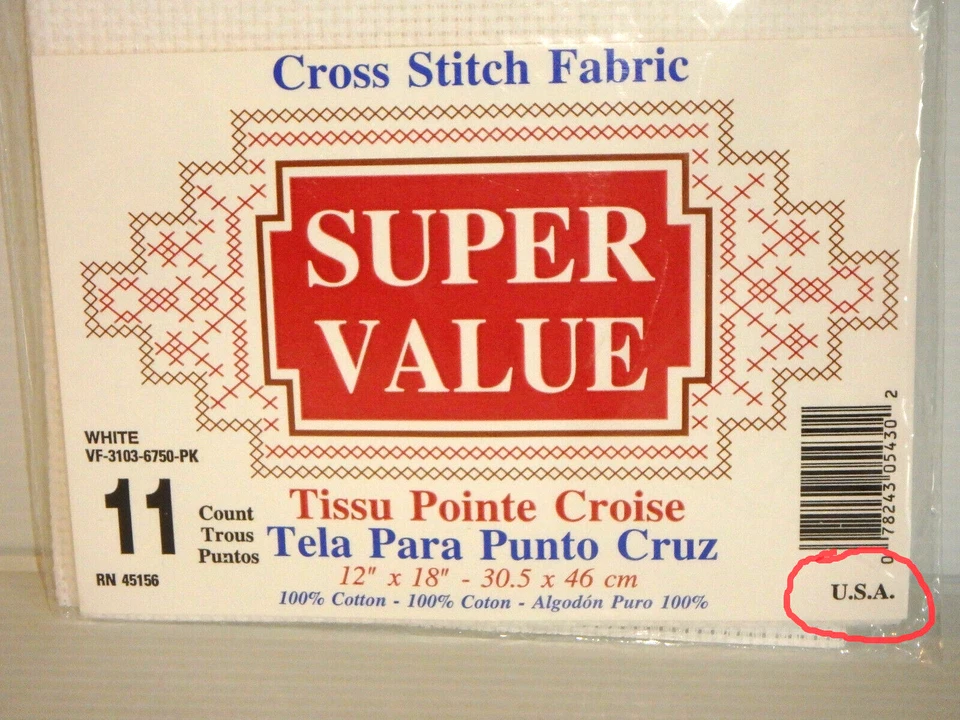 Cross Stitch Fabric
SUPER
VALUE
WHITE
VF-3103-6750-PK
11
Count
Trous
Puntos
RN 45156
Tissu Pointe Croise
Tela Para Punto Cruz
12" x 18" - 30.5 x 46 cm
100% Cotton - 100% Coton - Algodón Puro 100%
0 78243 05430 2
U.S.A.